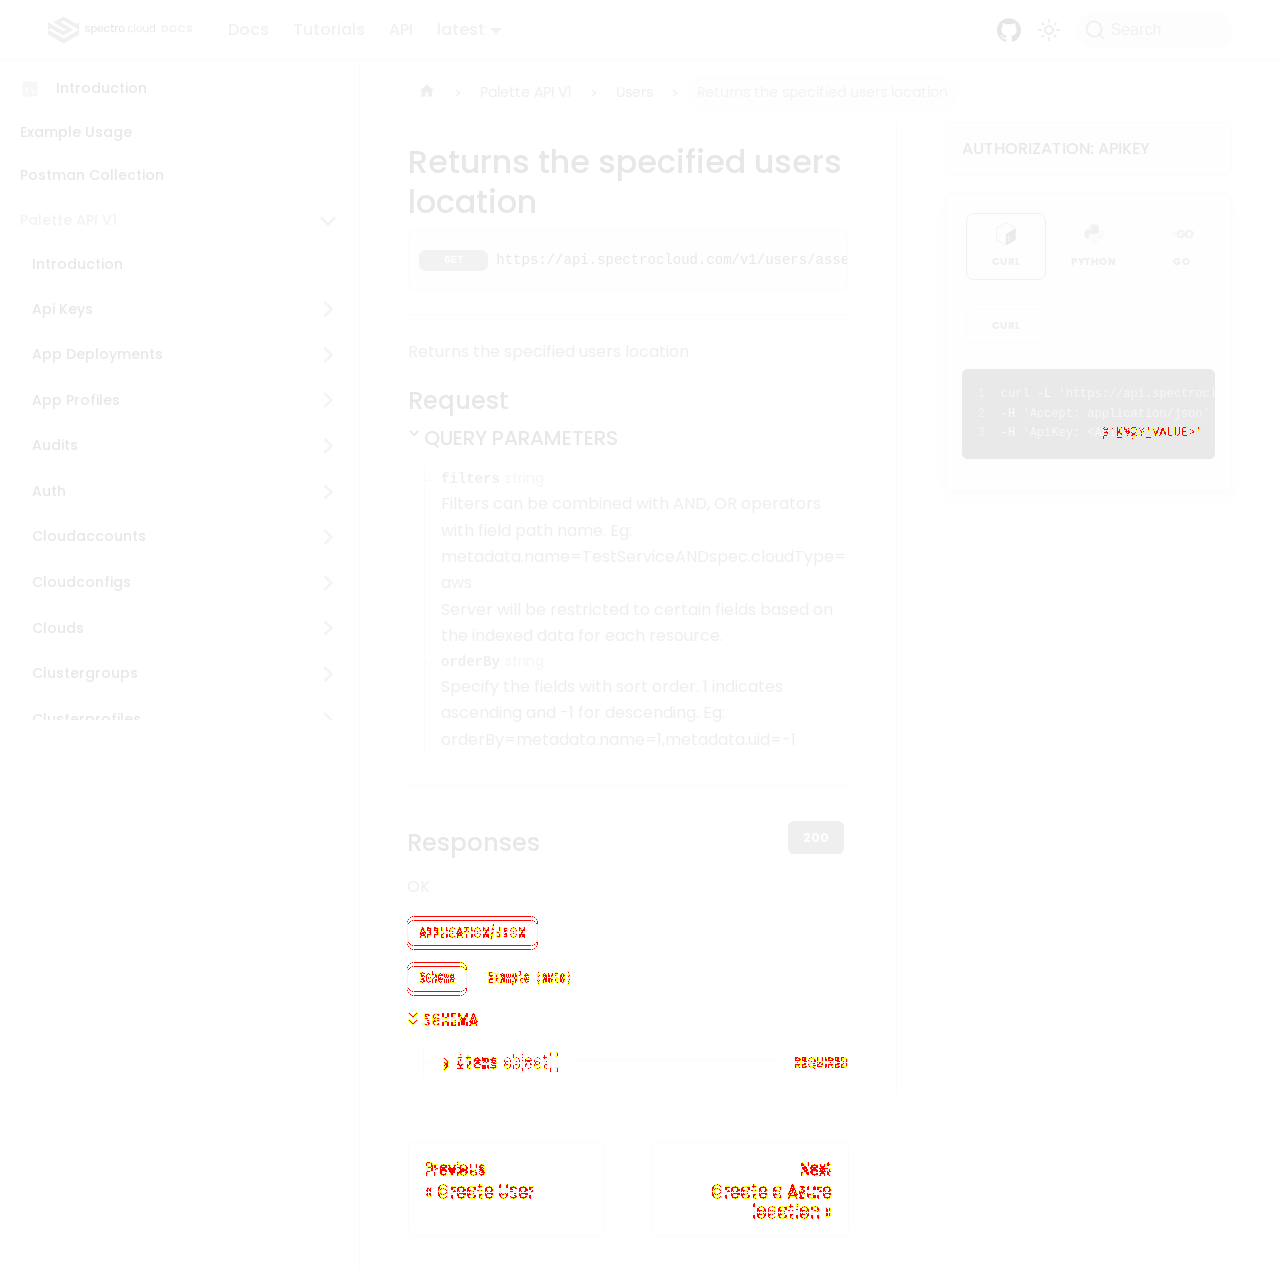 spectro cloud DOCS
Docs
Tutorials
API
latest
Search
Introduction
Example Usage
Postman Collection
Palette API V1
Introduction
Api Keys
App Deployments
App Profiles
Audits
Auth
Cloudaccounts
Cloudconfigs
Clouds
Clustergroups
Clusterprofiles
Palette API V1
Users
Returns the specified users location
Returns the specified users
location
GET https://api.spectrocloud.com/v1/users/asse
Returns the specified users location
Request
QUERY PARAMETERS
filters string
Filters can be combined with AND, OR operators
with field path name. Eg:
metadata.name=TestServiceANDspec.cloudType=
aws
Server will be restricted to certain fields based on
the indexed data for each resource.
orderBy string
Specify the fields with sort order. 1 indicates
ascending and -1 for descending. Eg:
orderBy=metadata.name=1,metadata.uid=-1
Responses
200
OK
APPLICATION/JSON
Schema
Example (auto)
SCHEMA
items object[]
REQUIRED
Previous
« Create User
Next
Create a Azure
location »
AUTHORIZATION: APIKEY
CURL
PYTHON
GO
GO
CURL
1 curl -L 'https://api.spectrocl
2 -H 'Accept: application/json'
3 -H 'ApiKey: